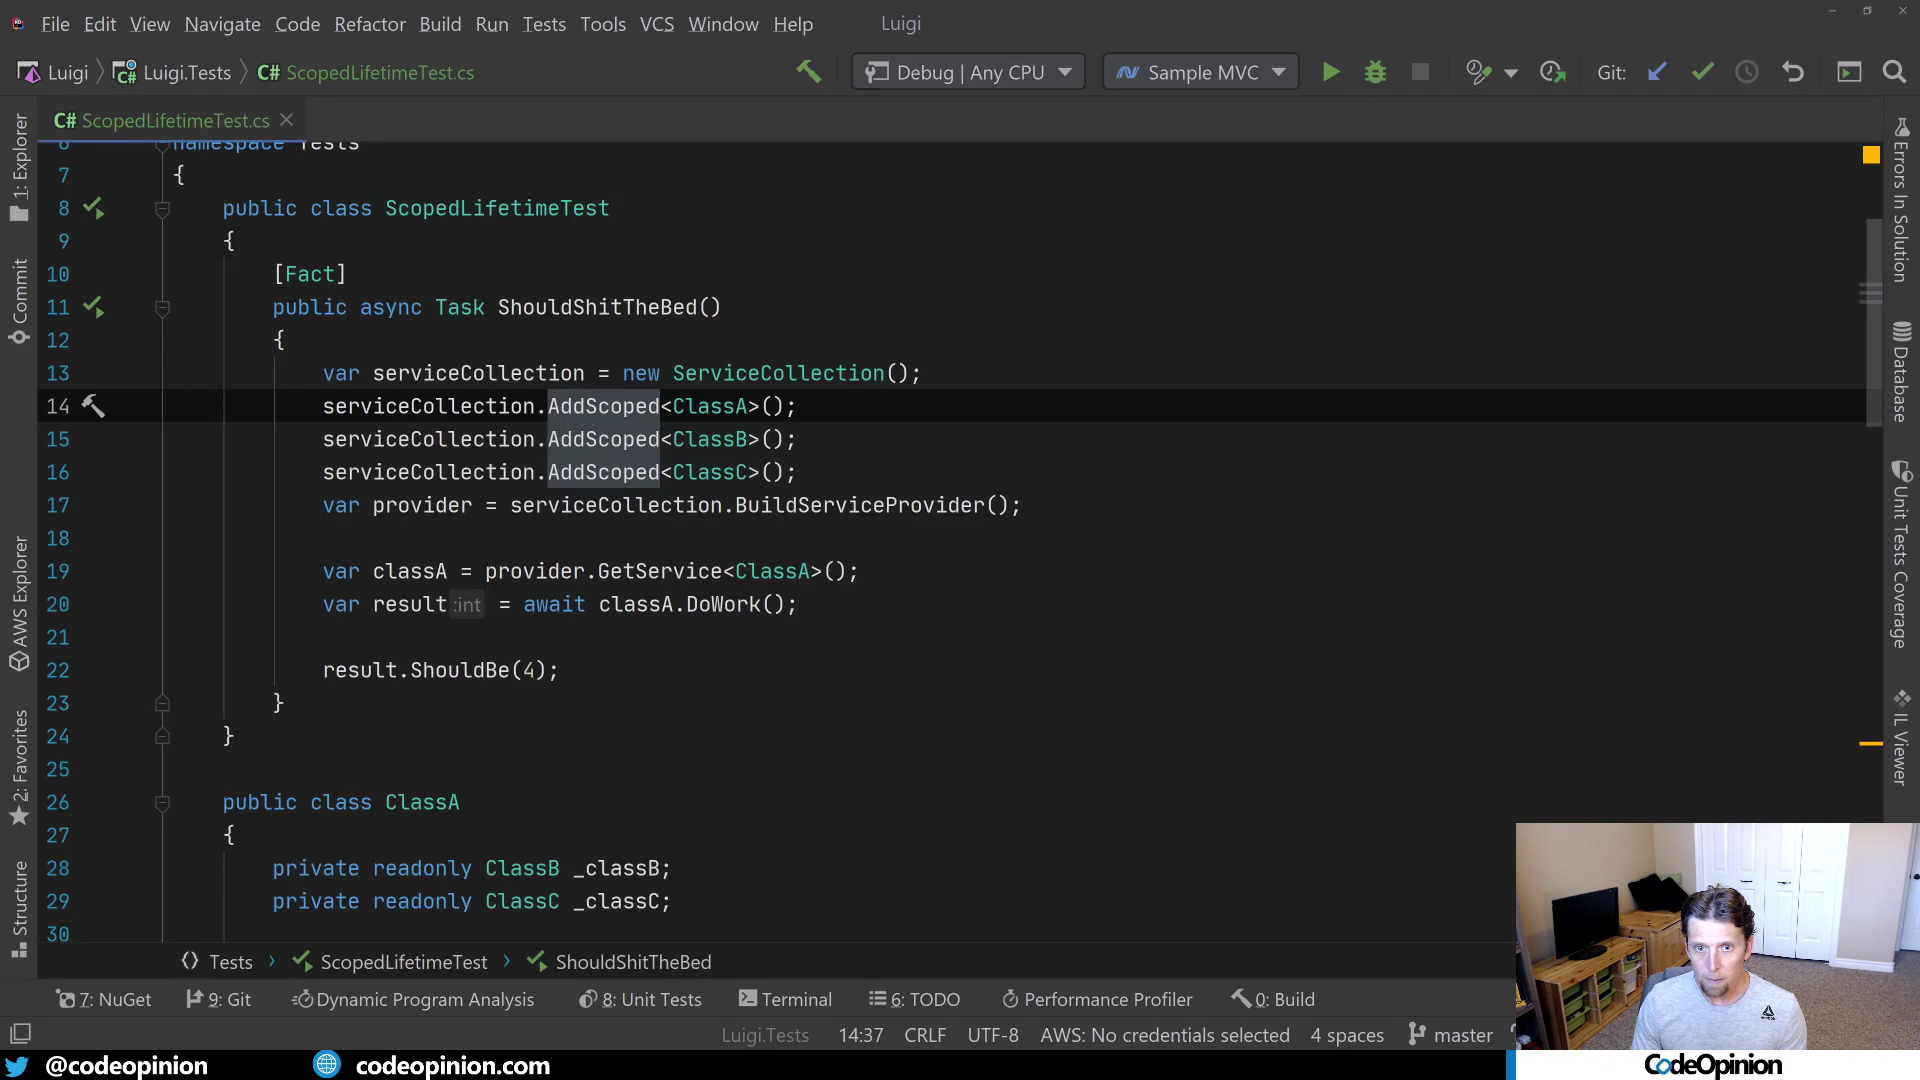 File Edit View Navigate Code Refactor Build Run Tests Tools VCS Window Help Luigi
Luigi Luigi.Tests C# ScopedLifetimeTest.cs Debug | Any CPU Sample MVC Git:
C# ScopedLifetimeTest.cs
6 namespace Tests
7 {
8 public class ScopedLifetimeTest
9 {
10 [Fact]
11 public async Task ShouldShitTheBed()
12 {
13 var serviceCollection = new ServiceCollection();
14 serviceCollection.AddScoped<ClassA>();
15 serviceCollection.AddScoped<ClassB>();
16 serviceCollection.AddScoped<ClassC>();
17 var provider = serviceCollection.BuildServiceProvider();
18
19 var classA = provider.GetService<ClassA>();
20 var result :int = await classA.DoWork();
21
22 result.ShouldBe(4);
23 }
24 }
25
26 public class ClassA
27 {
28 private readonly ClassB _classB;
29 private readonly ClassC _classC;
30
1: Explorer
Commit
AWS Explorer
2: Favorites
Structure
Errors In Solution
Database
Unit Tests Coverage
IL Viewer
Tests ScopedLifetimeTest ShouldShitTheBed
7: NuGet 9: Git Dynamic Program Analysis 8: Unit Tests Terminal 6: TODO Performance Profiler 0: Build
Luigi.Tests 14:37 CRLF UTF-8 AWS: No credentials selected 4 spaces master
@codeopinion codeopinion.com CodeOpinion